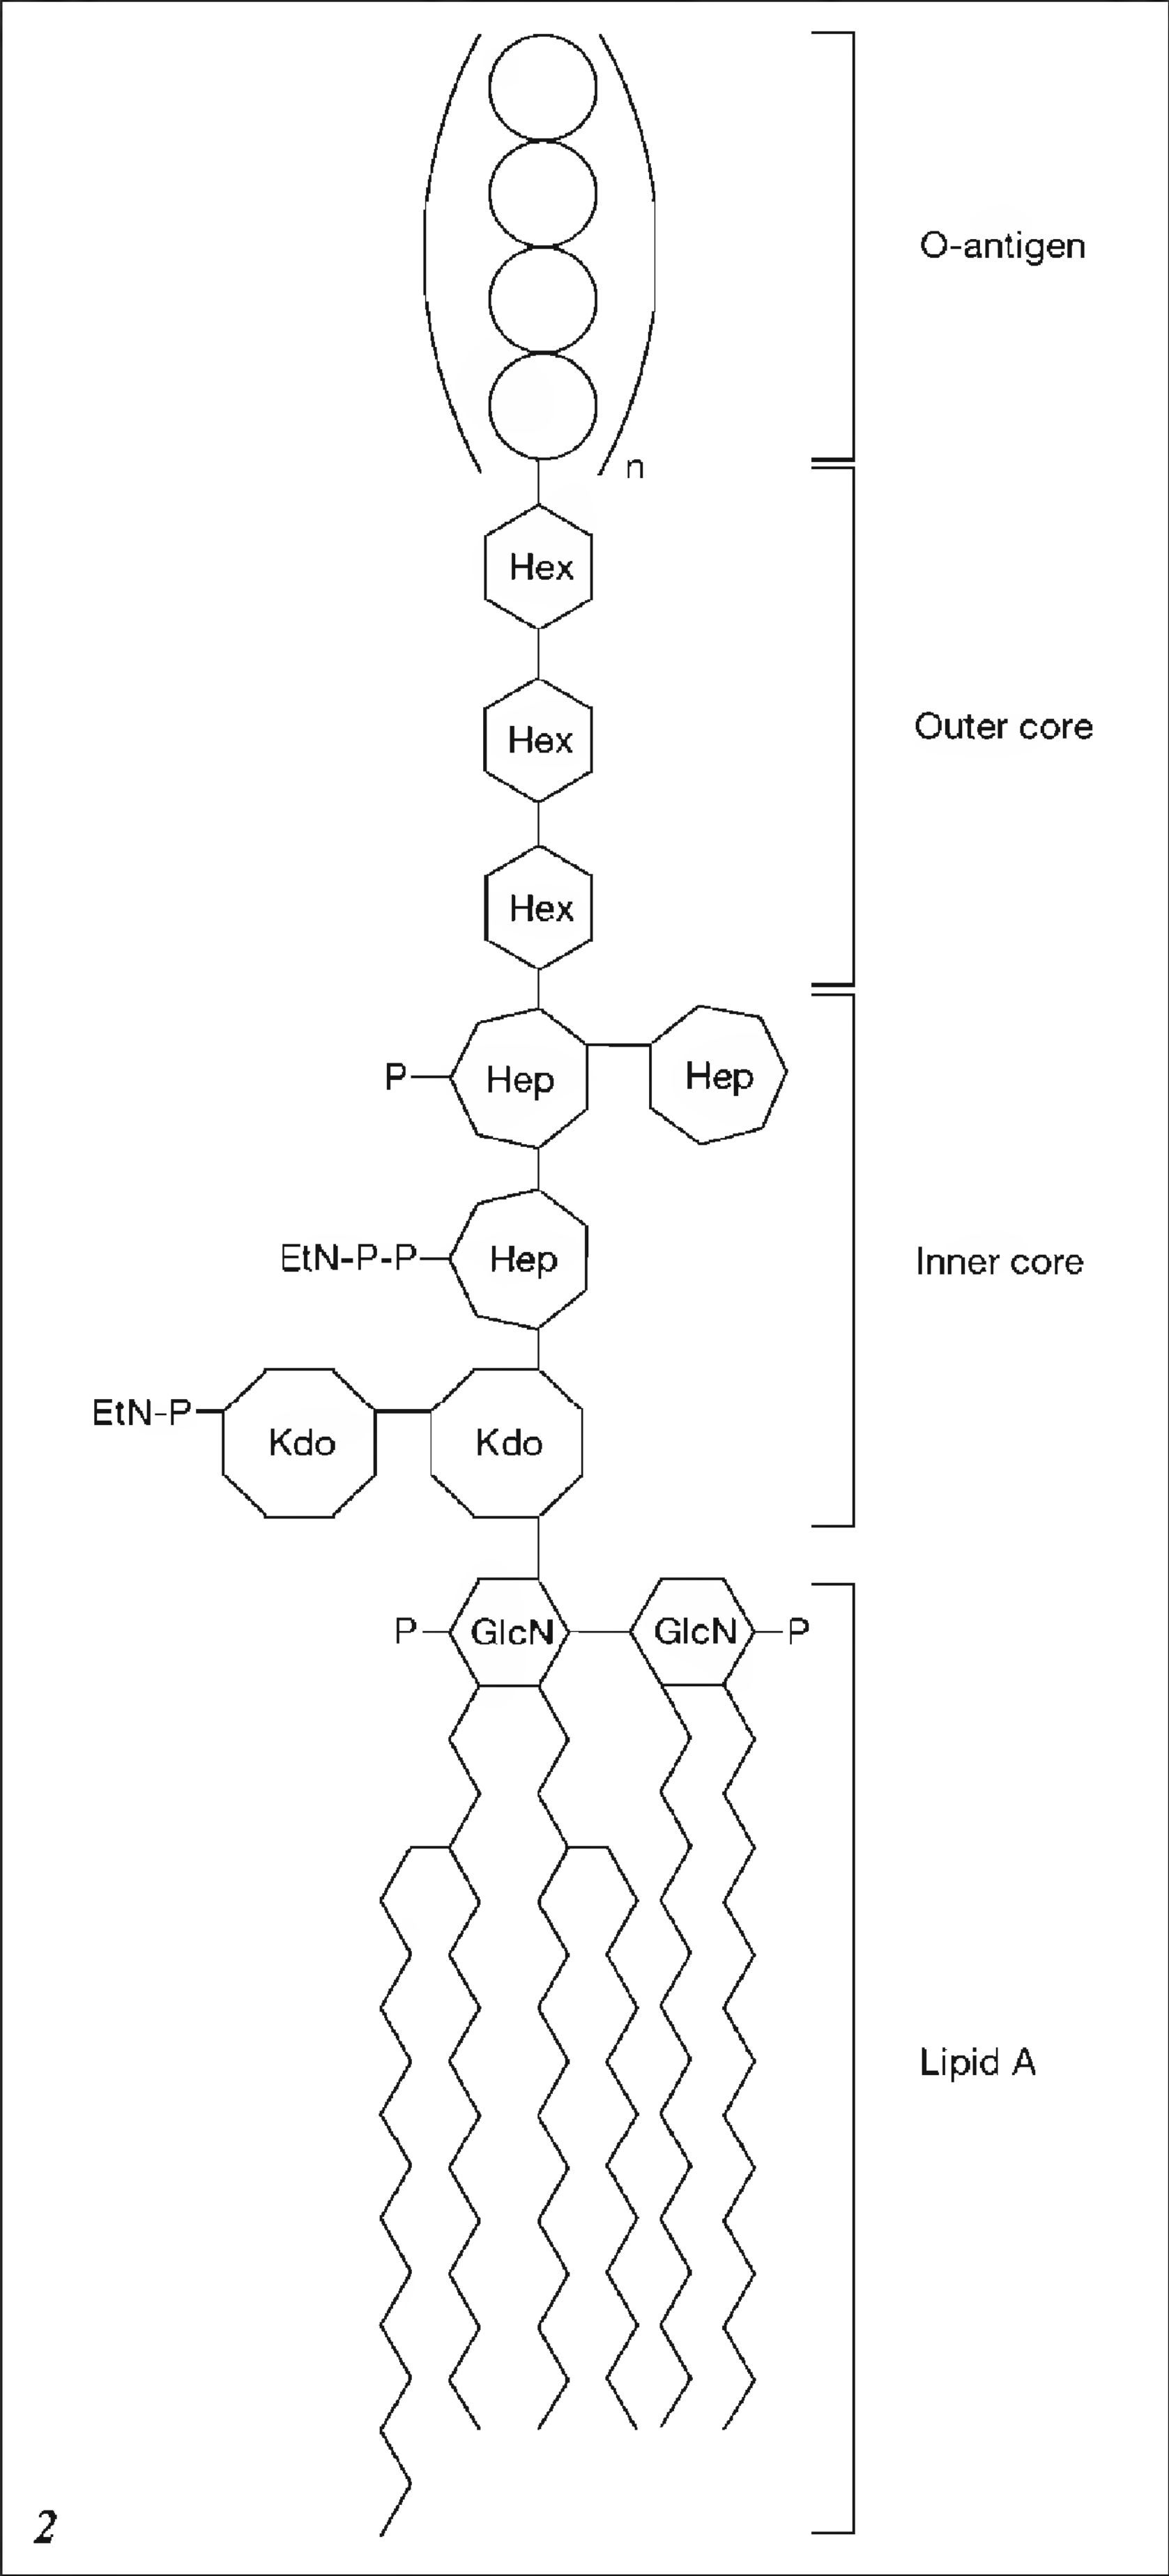 O-antigen
n
Hex
Outer core
Hex
Hex
P Hep Hep
EtN-P-P Hep
Inner core
EtN-P Kdo Kdo
P GlcN GlcN P
Lipid A
2